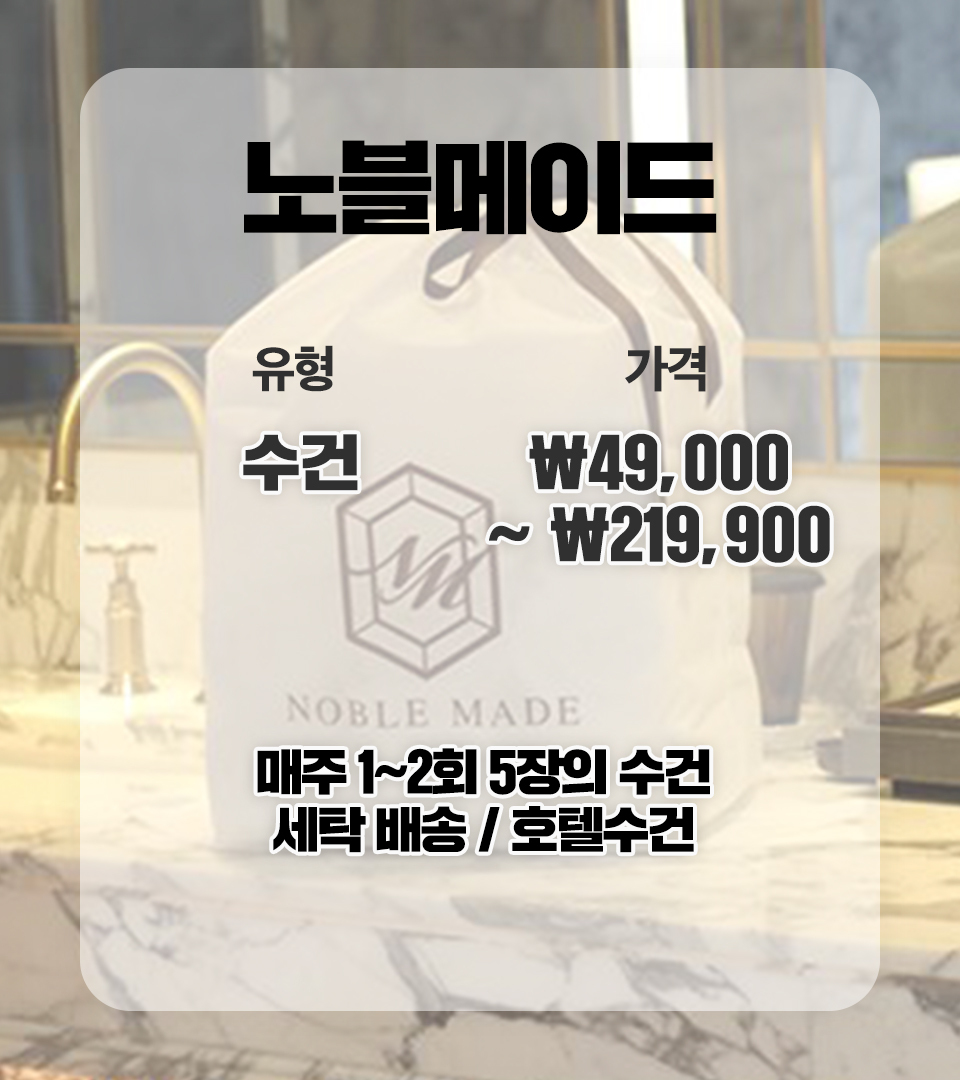 노블메이드
유형 가격
수건 ₩49,000
~ ₩219,900
NM
NOBLE MADE
매주 1~2회 5장의 수건
세탁 배송 / 호텔수건